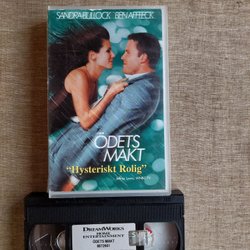 SANDRA BULLOCK BEN AFFLECK
ÖDETS
MAKT
"Hysteriskt Rolig"
DREAMWORKS
HOME
ENTERTAINMENT
ÖDETS MAKT